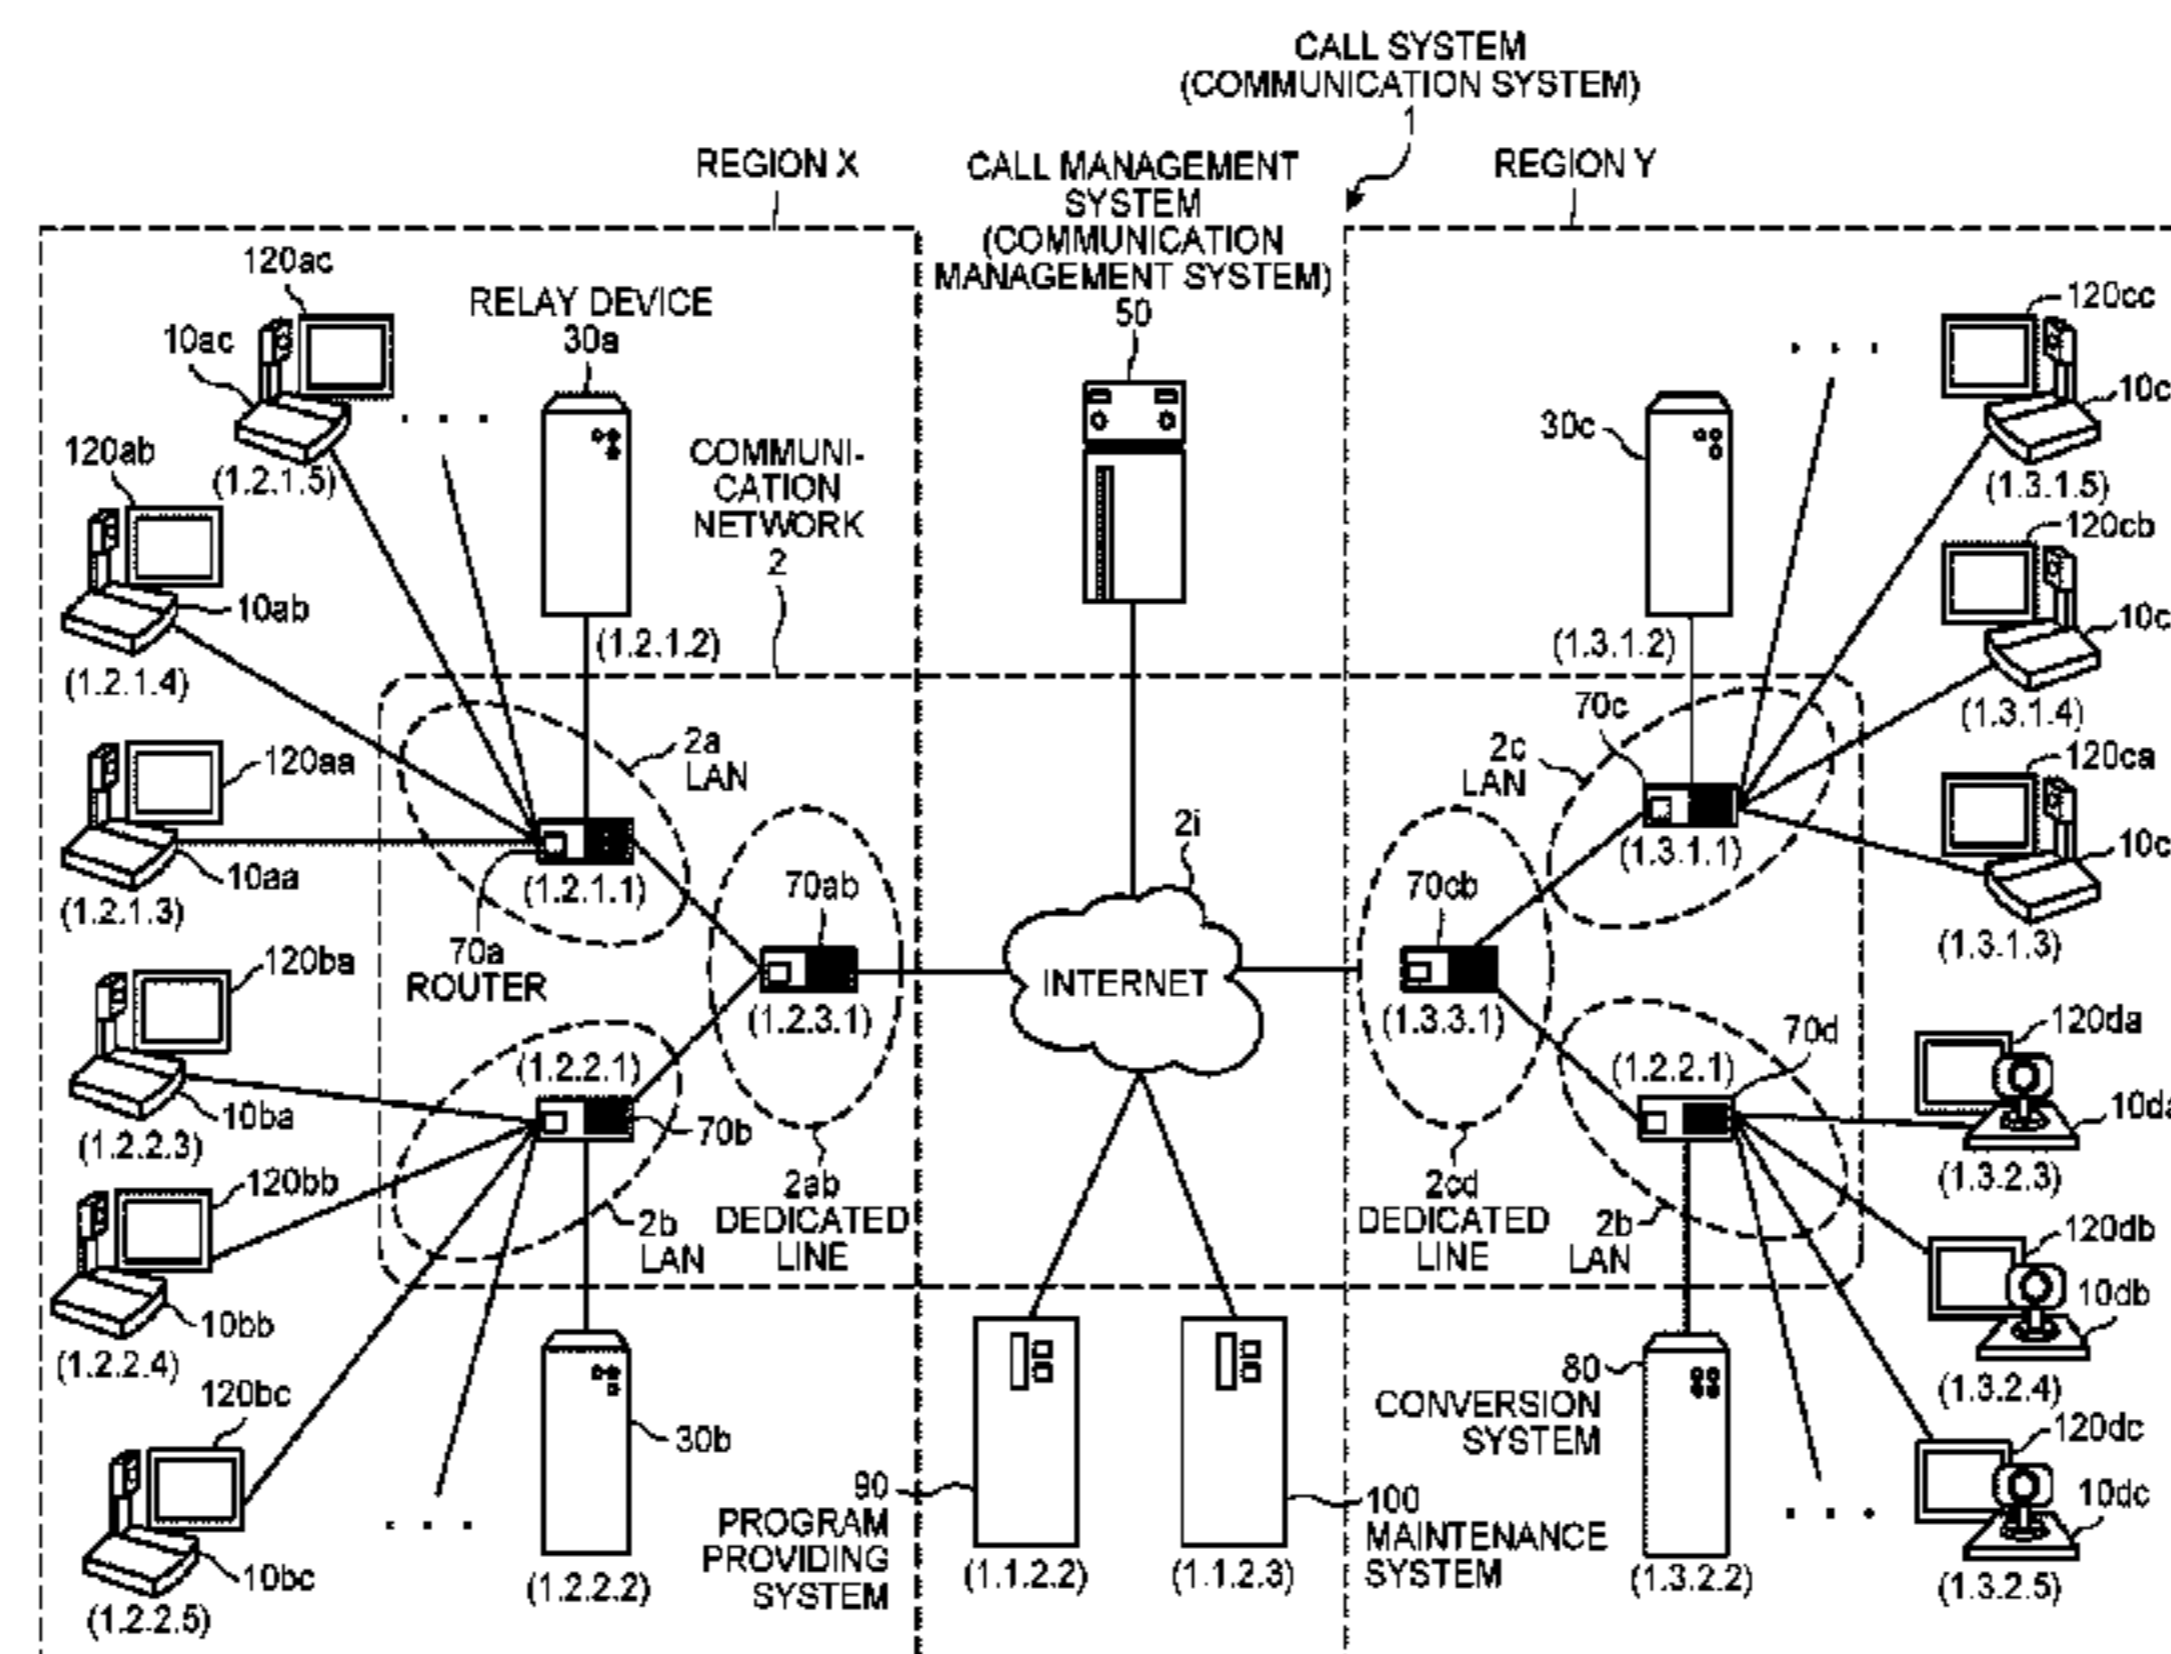 CALL SYSTEM
(COMMUNICATION SYSTEM)
1
REGION X
CALL MANAGEMENT
SYSTEM
(COMMUNICATION
MANAGEMENT SYSTEM)
50
REGION Y
120ac
RELAY DEVICE
30a
10ac
(1.2.1.5)
120ab
10ab
(1.2.1.4)
COMMUNI-
CATION
NETWORK
2
(1.2.1.2)
120aa
10aa
(1.2.1.3)
2a
LAN
(1.2.1.1)
70a
ROUTER
70ab
(1.2.3.1)
120ba
10ba
(1.2.2.3)
(1.2.2.1)
70b
2b
LAN
2ab
DEDICATED
LINE
120bb
10bb
(1.2.2.4)
120bc
10bc
(1.2.2.5)
30b
(1.2.2.2)
2i
INTERNET
90
PROGRAM
PROVIDING
SYSTEM
(1.1.2.2)
100
MAINTENANCE
SYSTEM
(1.1.2.3)
30c
(1.3.1.2)
120cc
10c
(1.3.1.5)
120cb
10c
(1.3.1.4)
120ca
10c
(1.3.1.3)
70c
2c
LAN
(1.3.1.1)
70cb
(1.3.3.1)
2cd
DEDICATED
LINE
(1.2.2.1)
70d
2b
LAN
120da
10da
(1.3.2.3)
120db
10db
(1.3.2.4)
80
CONVERSION
SYSTEM
(1.3.2.2)
120dc
10dc
(1.3.2.5)